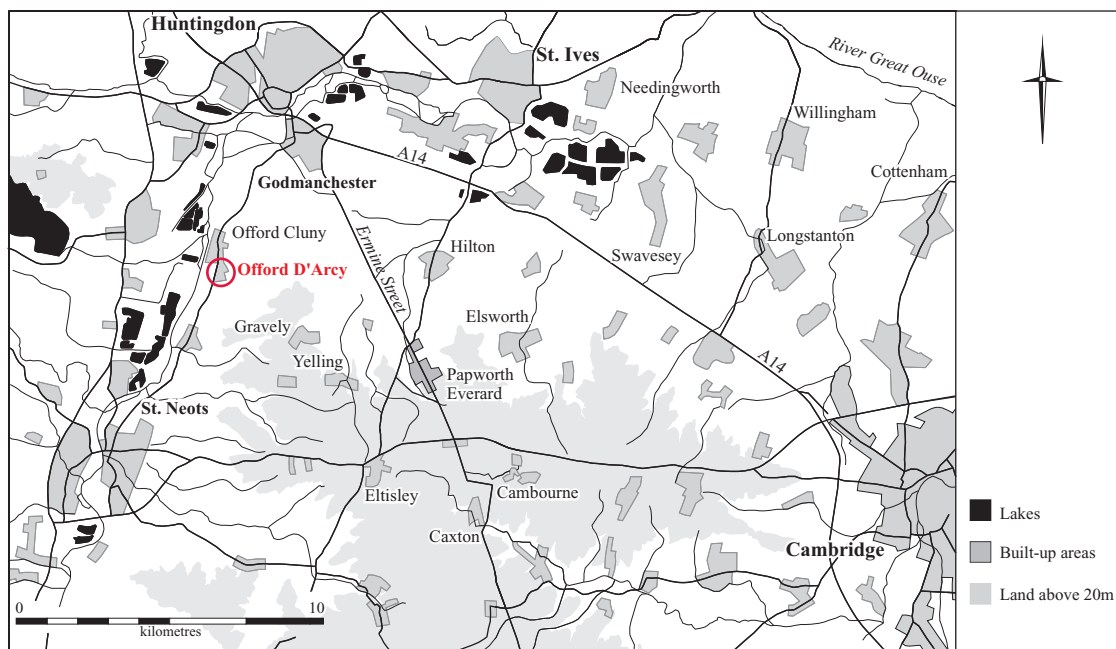 Huntingdon
St. Ives
River Great Ouse
Needingworth
Willingham
A14
Cottenham
Godmanchester
Offord Cluny
Ermine Street
Hilton
Swavesey
Longstanton
Offord D'Arcy
Gravely
Elsworth
Yelling
A14
Papworth
Everard
St. Neots
Eltisley
Cambourne
Caxton
Cambridge
Lakes
Built-up areas
Land above 20m
0 10
kilometres